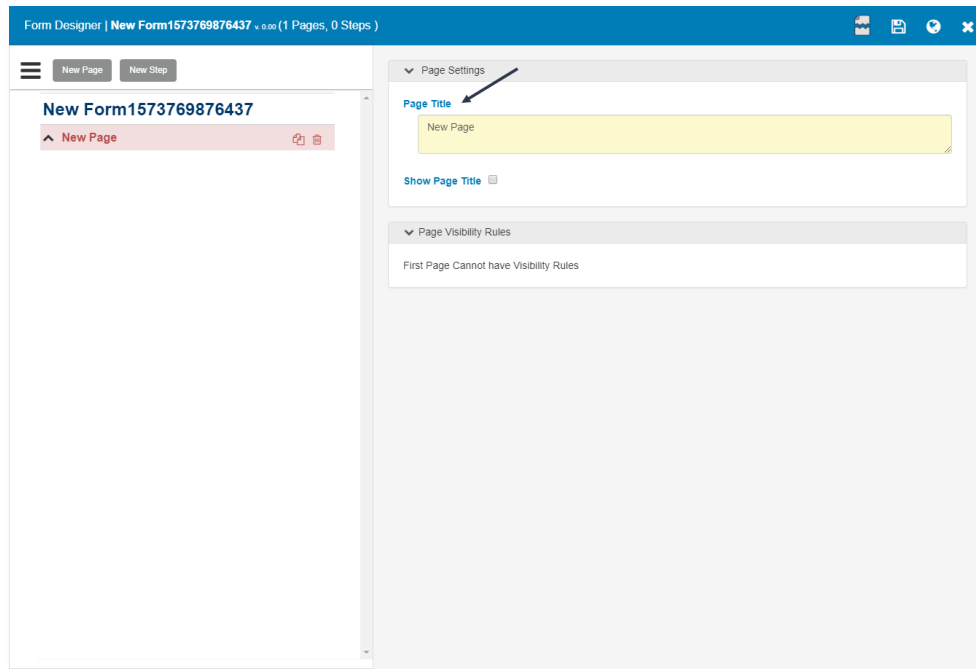 Form Designer | New Form1573769876437 v. 0.00 (1 Pages, 0 Steps )
New Page
New Step
New Form1573769876437
New Page
Page Settings
Page Title
New Page
Show Page Title
Page Visibility Rules
First Page Cannot have Visibility Rules